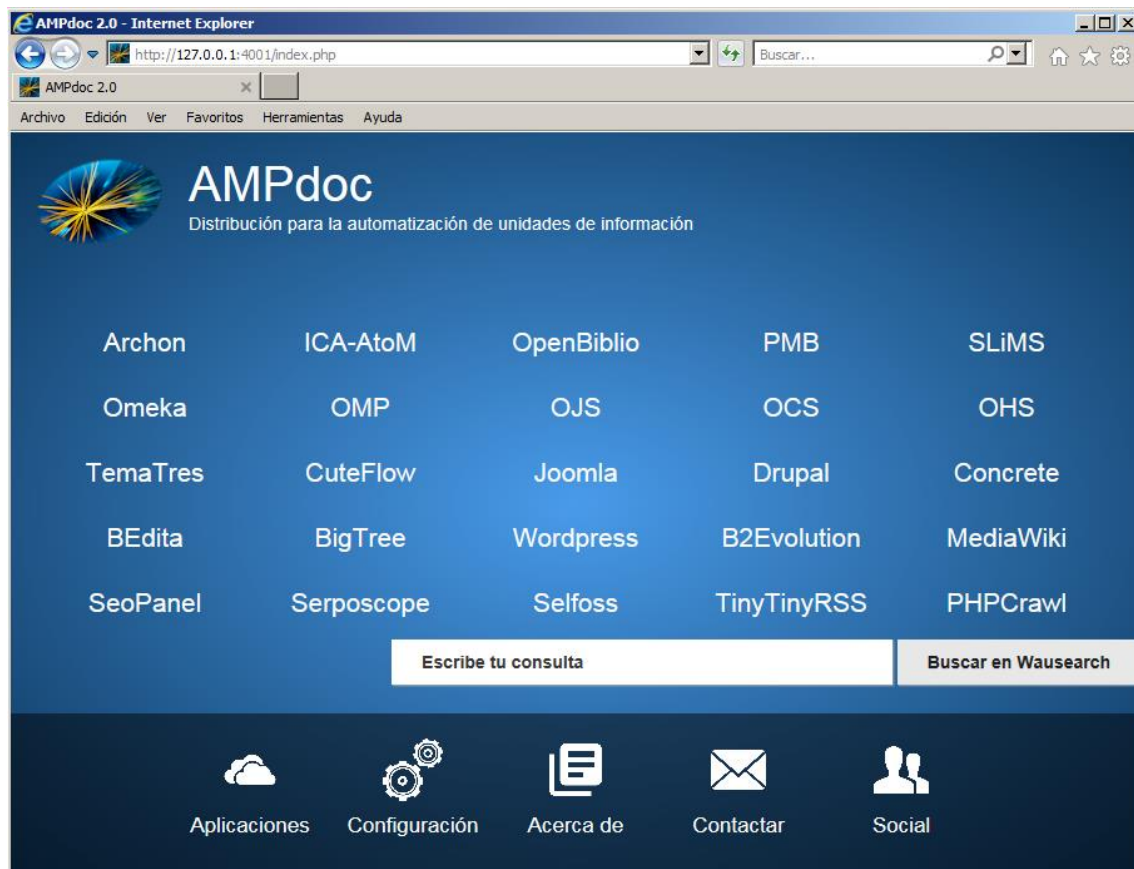 AMPdoc 2.0 - Internet Explorer
http://127.0.0.1:4001/index.php Buscar...
AMPdoc 2.0
Archivo Edición Ver Favoritos Herramientas Ayuda
AMPdoc
Distribución para la automatización de unidades de información
Archon ICA-AtoM OpenBiblio PMB SLiMS
Omeka OMP OJS OCS OHS
TemaTres CuteFlow Joomla Drupal Concrete
BEdita BigTree Wordpress B2Evolution MediaWiki
SeoPanel Serposcope Selfoss TinyTinyRSS PHPCrawl
Escribe tu consulta Buscar en Wausearch
Aplicaciones Configuración Acerca de Contactar Social